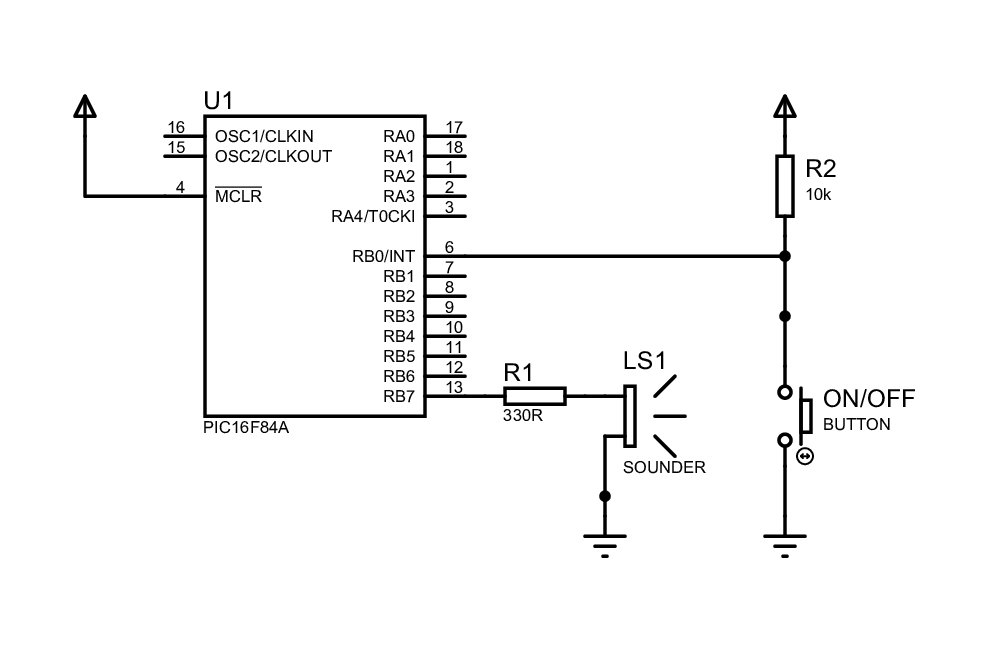 U1
16 OSC1/CLKIN RA0 17
15 OSC2/CLKOUT RA1 18
RA2 1
4 MCLR RA3 2
RA4/T0CKI 3
RB0/INT 6
RB1 7
RB2 8
RB3 9
RB4 10
RB5 11
RB6 12
RB7 13
PIC16F84A
R1
330R
LS1
SOUNDER
R2
10k
ON/OFF
BUTTON